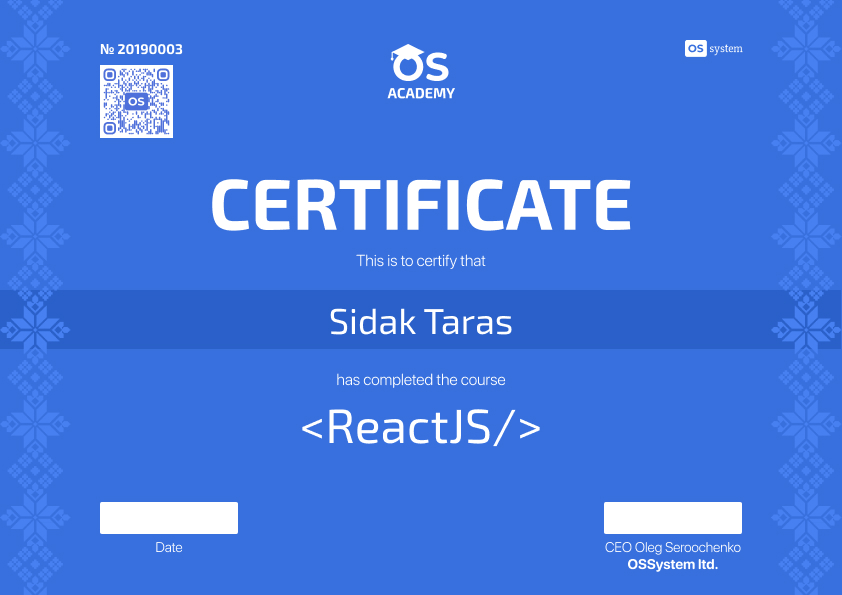 № 20190003
OS
OS
ACADEMY
OS system
CERTIFICATE
This is to certify that
Sidak Taras
has completed the course
<ReactJS/>
Date
CEO Oleg Seroochenko
OSSystem ltd.